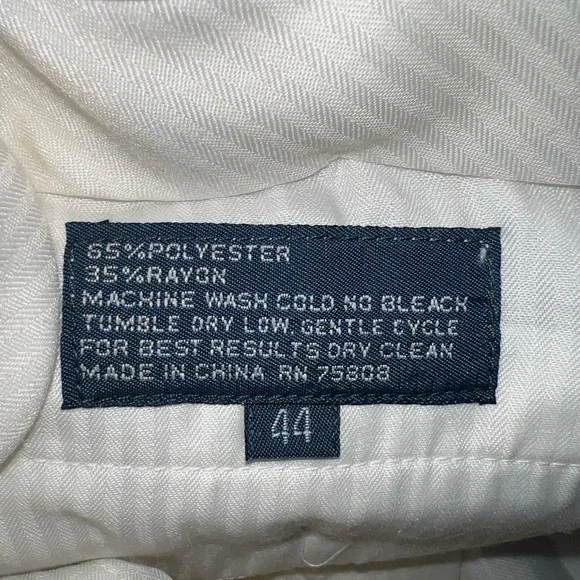 65%POLYESTER
35%RAYON
MACHINE WASH COLD NO BLEACH
TUMBLE DRY LOW, GENTLE CYCLE
FOR BEST RESULTS DRY CLEAN
MADE IN CHINA RN 75808
44